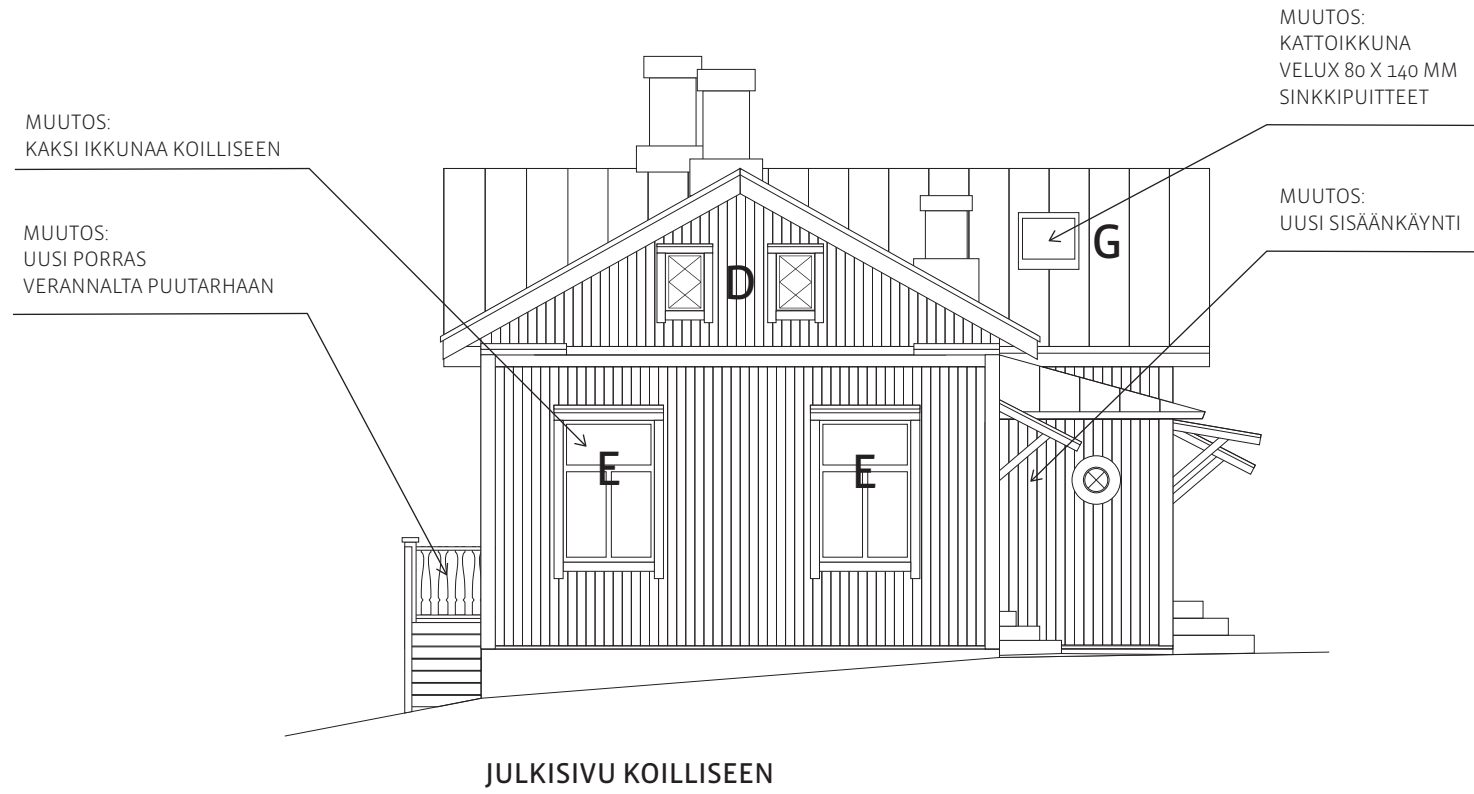 MUUTOS:
KATTOIKKUNA
VELUX 80 X 140 MM
SINKKIPUITTEET
MUUTOS:
KAKSI IKKUNAA KOILLISEEN
MUUTOS:
UUSI SISÄÄNKÄYNTI
MUUTOS:
UUSI PORRAS
VERANNALTA PUUTARHAAN
G
D
E
E
JULKISIVU KOILLISEEN